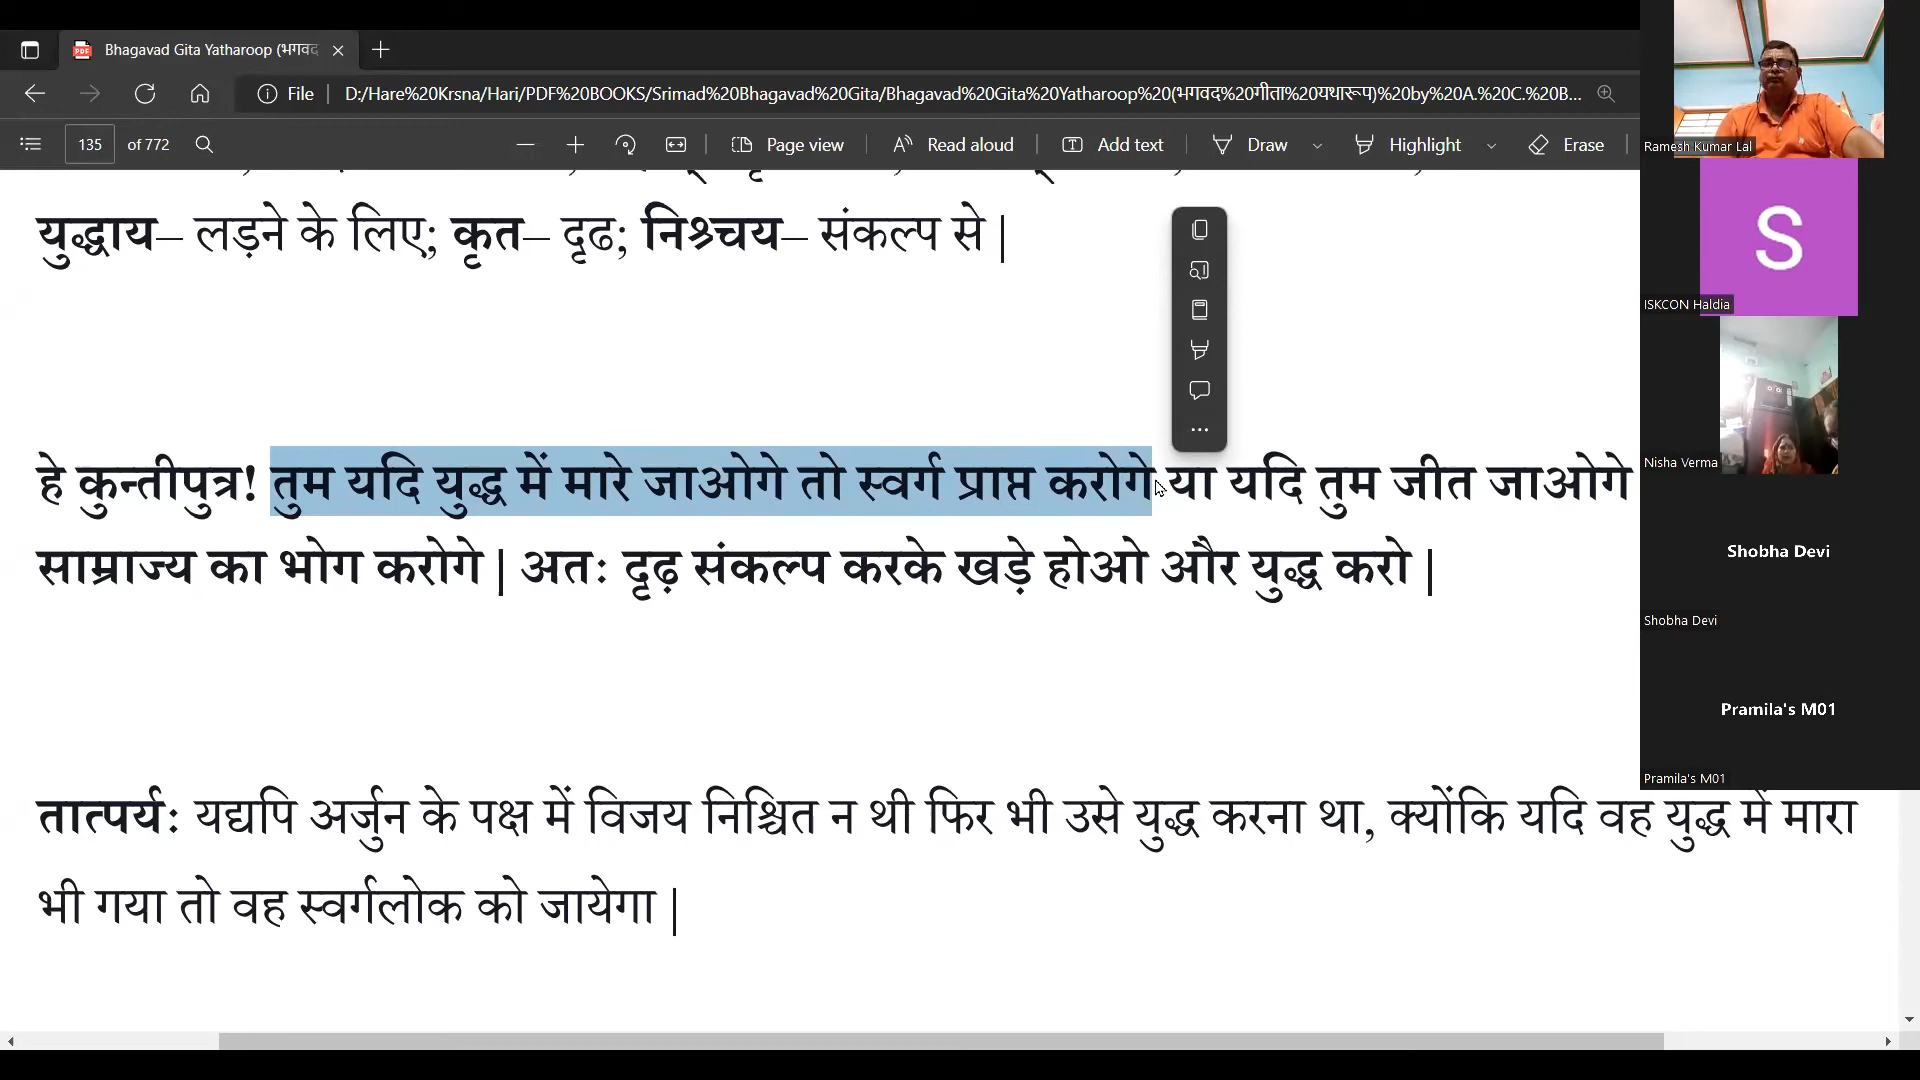 Bhagavad Gita Yatharoop (भगवद
File D:/Hare%20Krsna/Hari/PDF%20BOOKS/Srimad%20Bhagavad%20Gita/Bhagavad%20Gita%20Yatharoop%20(भगवद%20गीता%20यथारूप)%20by%20A.%20C.%20B...
135 of 772 Page view Read aloud Add text Draw Highlight Erase
युद्धाय– लड़ने के लिए; कृत– दृढ; निश्र्चय– संकल्प से |
हे कुन्तीपुत्र! तुम यदि युद्ध में मारे जाओगे तो स्वर्ग प्राप्त करोगे या यदि तुम जीत जाओगे
साम्राज्य का भोग करोगे | अतः दृढ़ संकल्प करके खड़े होओ और युद्ध करो |
तात्पर्यः यद्यपि अर्जुन के पक्ष में विजय निश्चित न थी फिर भी उसे युद्ध करना था, क्योंकि यदि वह युद्ध में मारा
भी गया तो वह स्वर्गलोक को जायेगा |
Ramesh Kumar Lal
S
ISKCON Haldia
Nisha Verma
Shobha Devi
Shobha Devi
Pramila's M01
Pramila's M01